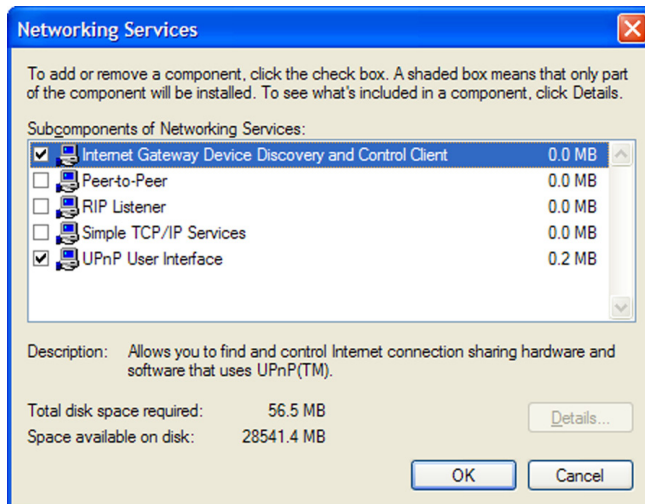 Networking Services
To add or remove a component, click the check box. A shaded box means that only part
of the component will be installed. To see what's included in a component, click Details.
Subcomponents of Networking Services:
Internet Gateway Device Discovery and Control Client 0.0 MB
Peer-to-Peer 0.0 MB
RIP Listener 0.0 MB
Simple TCP/IP Services 0.0 MB
UPnP User Interface 0.2 MB
Description: Allows you to find and control Internet connection sharing hardware and
software that uses UPnP(TM).
Total disk space required: 56.5 MB
Details...
Space available on disk: 28541.4 MB
OK Cancel